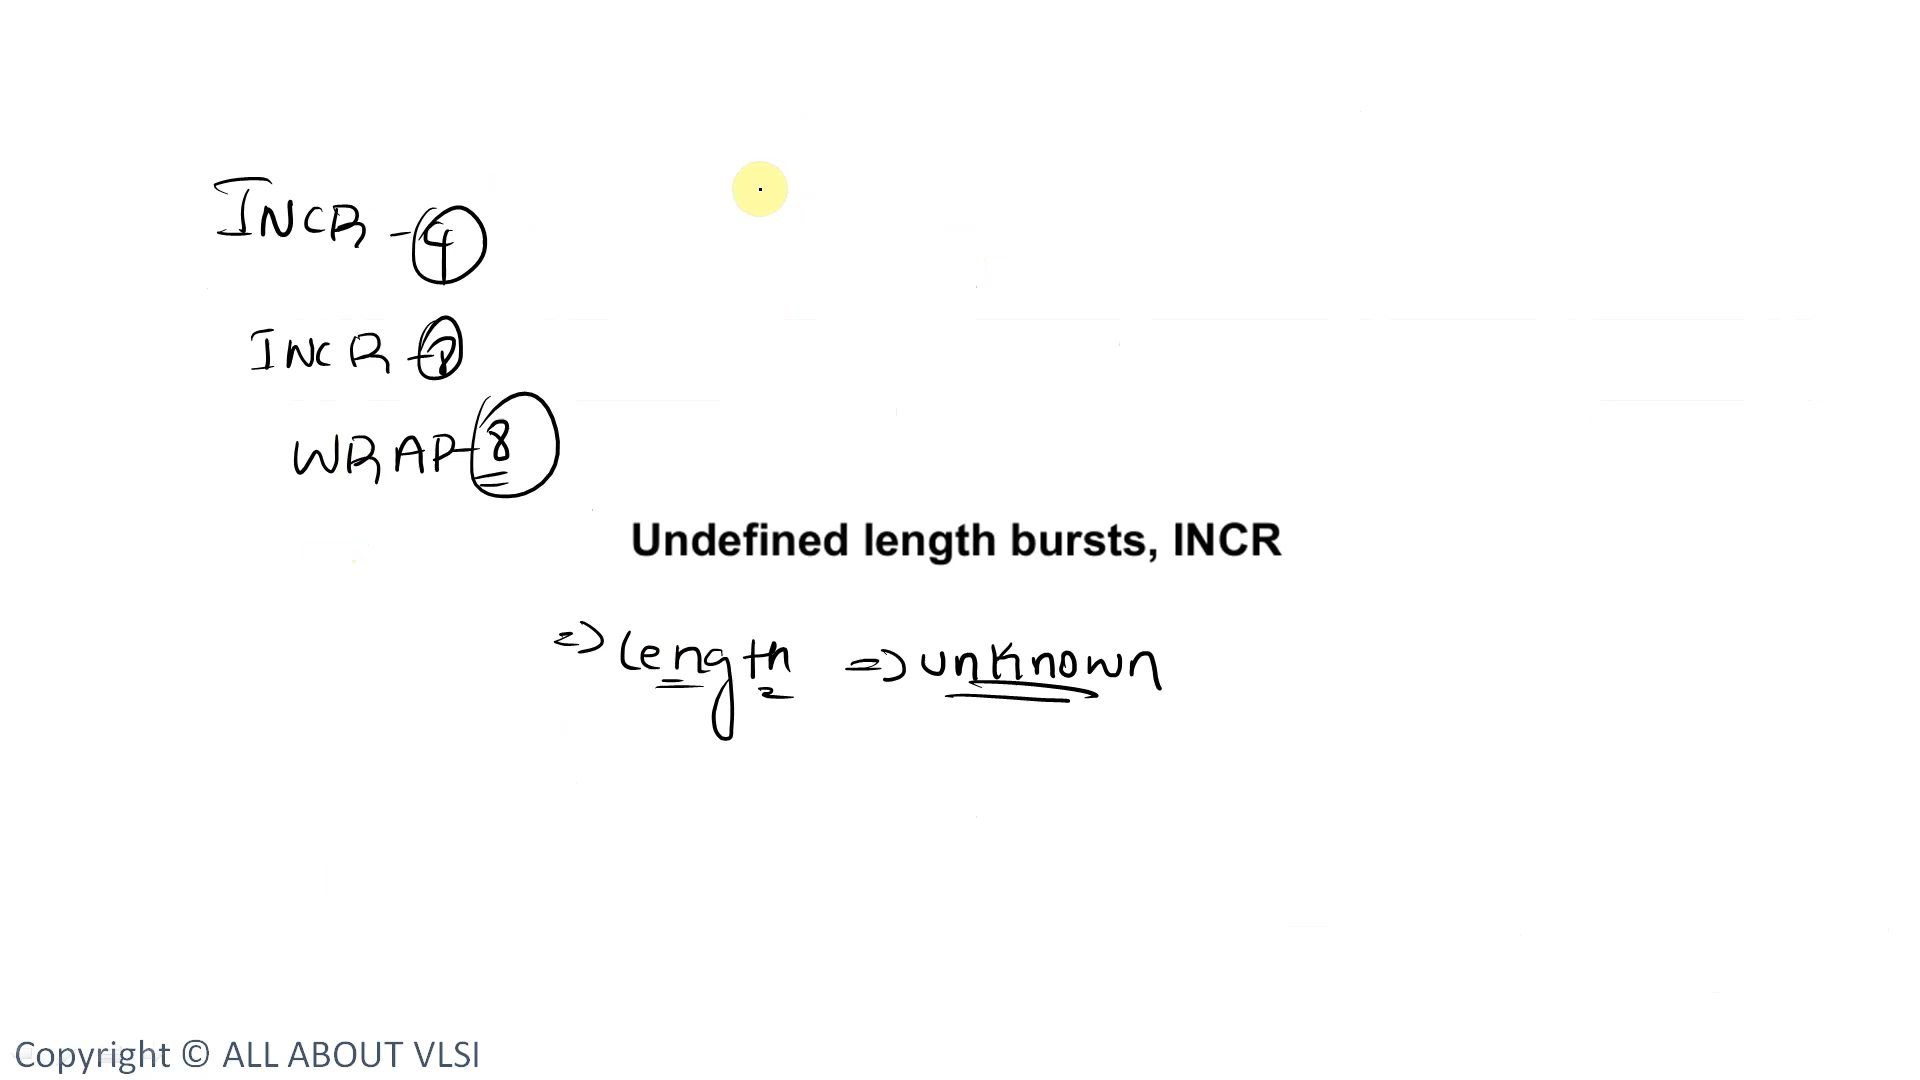 INCR - 4
INCR - 8
WRAP - 8
Undefined length bursts, INCR
=> length => unknown
Copyright © ALL ABOUT VLSI